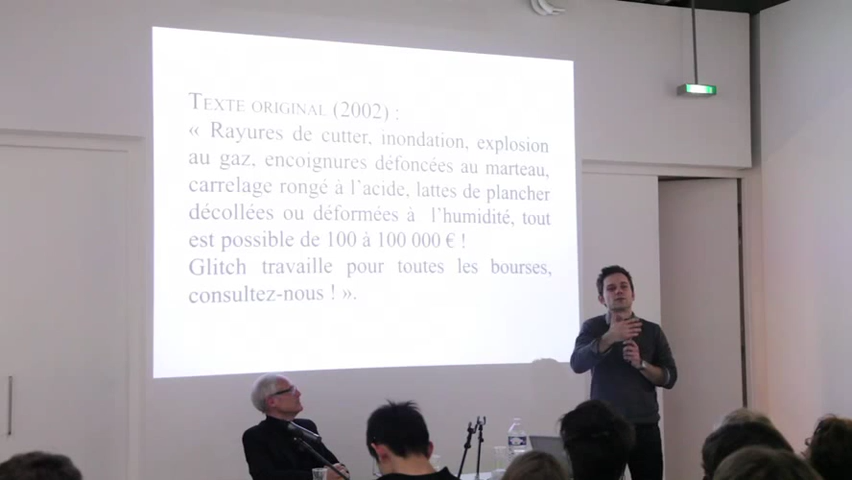 TEXTE ORIGINAL (2002) :
« Rayures de cutter, inondation, explosion
au gaz, encoignures défoncées au marteau,
carrelage rongé à l'acide, lattes de plancher
décollées ou déformées à l'humidité, tout
est possible de 100 à 100 000 € !
Glitch travaille pour toutes les bourses,
consultez-nous ! ».